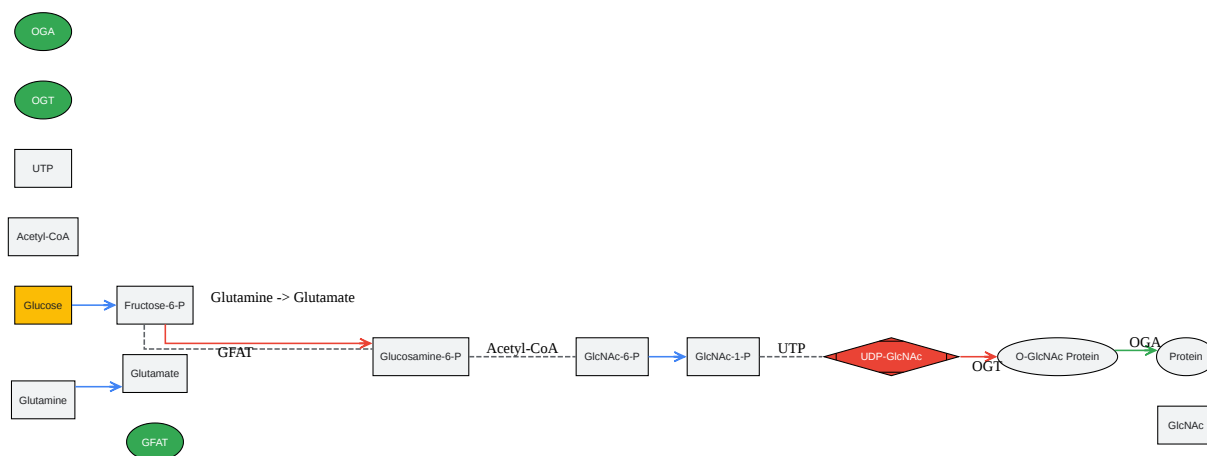 OGA
OGT
UTP
Acetyl-CoA
Glucose
Fructose-6-P
Glutamine -> Glutamate
GFAT
Glucosamine-6-P
Acetyl-CoA
GlcNAc-6-P
GlcNAc-1-P
UTP
UDP-GlcNAc
OGT
O-GlcNAc Protein
OGA
Protein
Glutamate
Glutamine
GlcNAc
GFAT